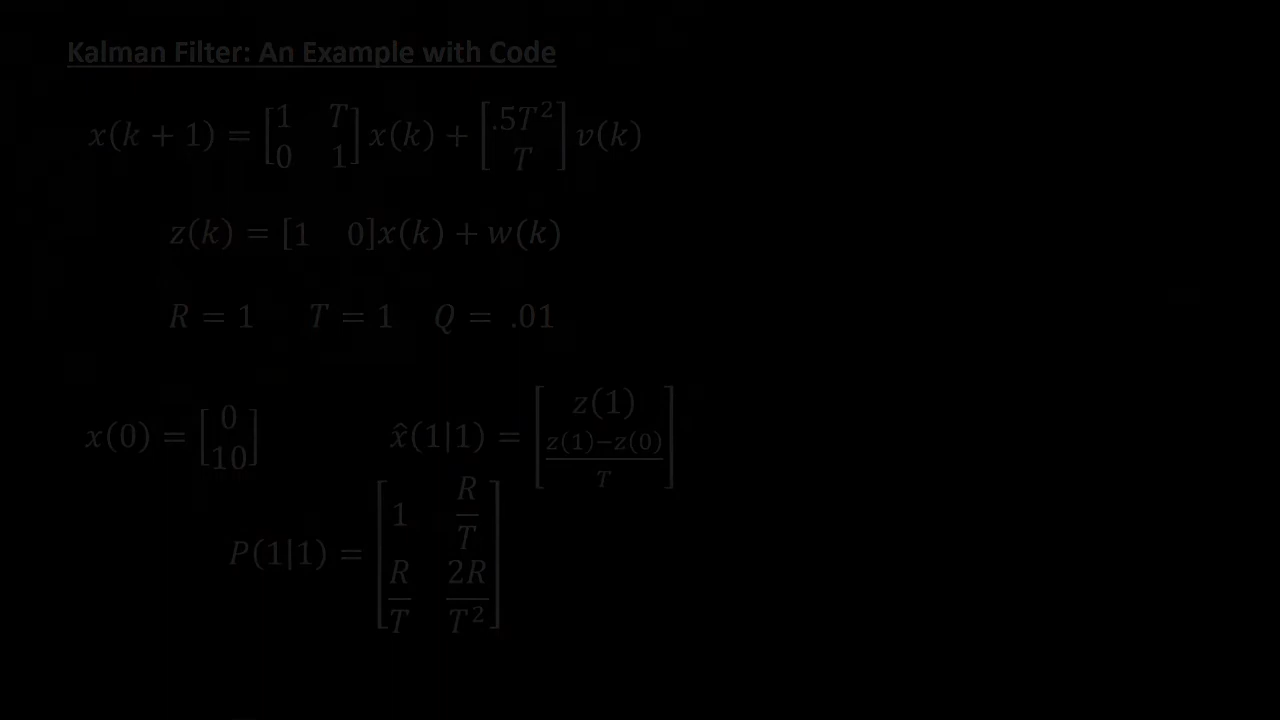 Kalman Filter: An Example with Code
x(k + 1) = [1 T; 0 1] x(k) + [.5T²; T] v(k)
z(k) = [1 0]x(k) + w(k)
R = 1 T = 1 Q = .01
x(0) = [0; 10] x̂(1|1) = [z(1); (z(1)−z(0))/T]
P(1|1) = [1 R/T; R/T 2R/T²]